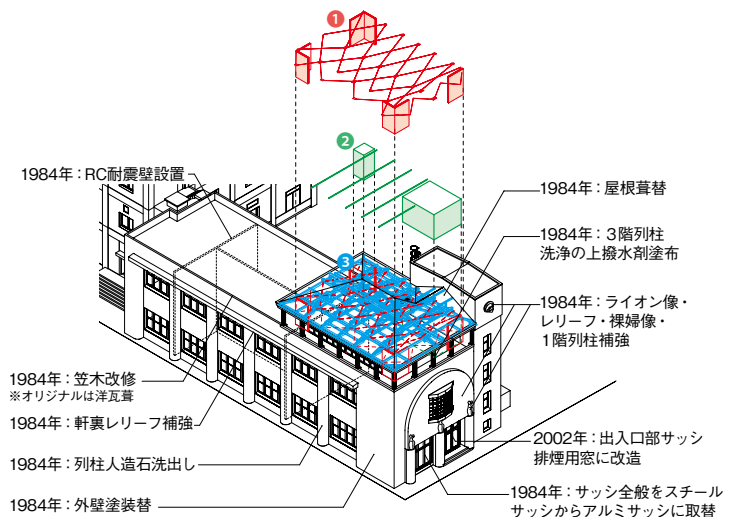 1
2
3
1984年：RC耐震壁設置
1984年：笠木改修
※オリジナルは洋瓦葺
1984年：軒裏レリーフ補強
1984年：列柱人造石洗出し
1984年：外壁塗装替
1984年：屋根葺替
1984年：３階列柱
洗浄の上撥水剤塗布
1984年：ライオン像・
レリーフ・裸婦像・
１階列柱補強
2002年：出入口部サッシ
排煙用窓に改造
1984年：サッシ全般をスチール
サッシからアルミサッシに取替